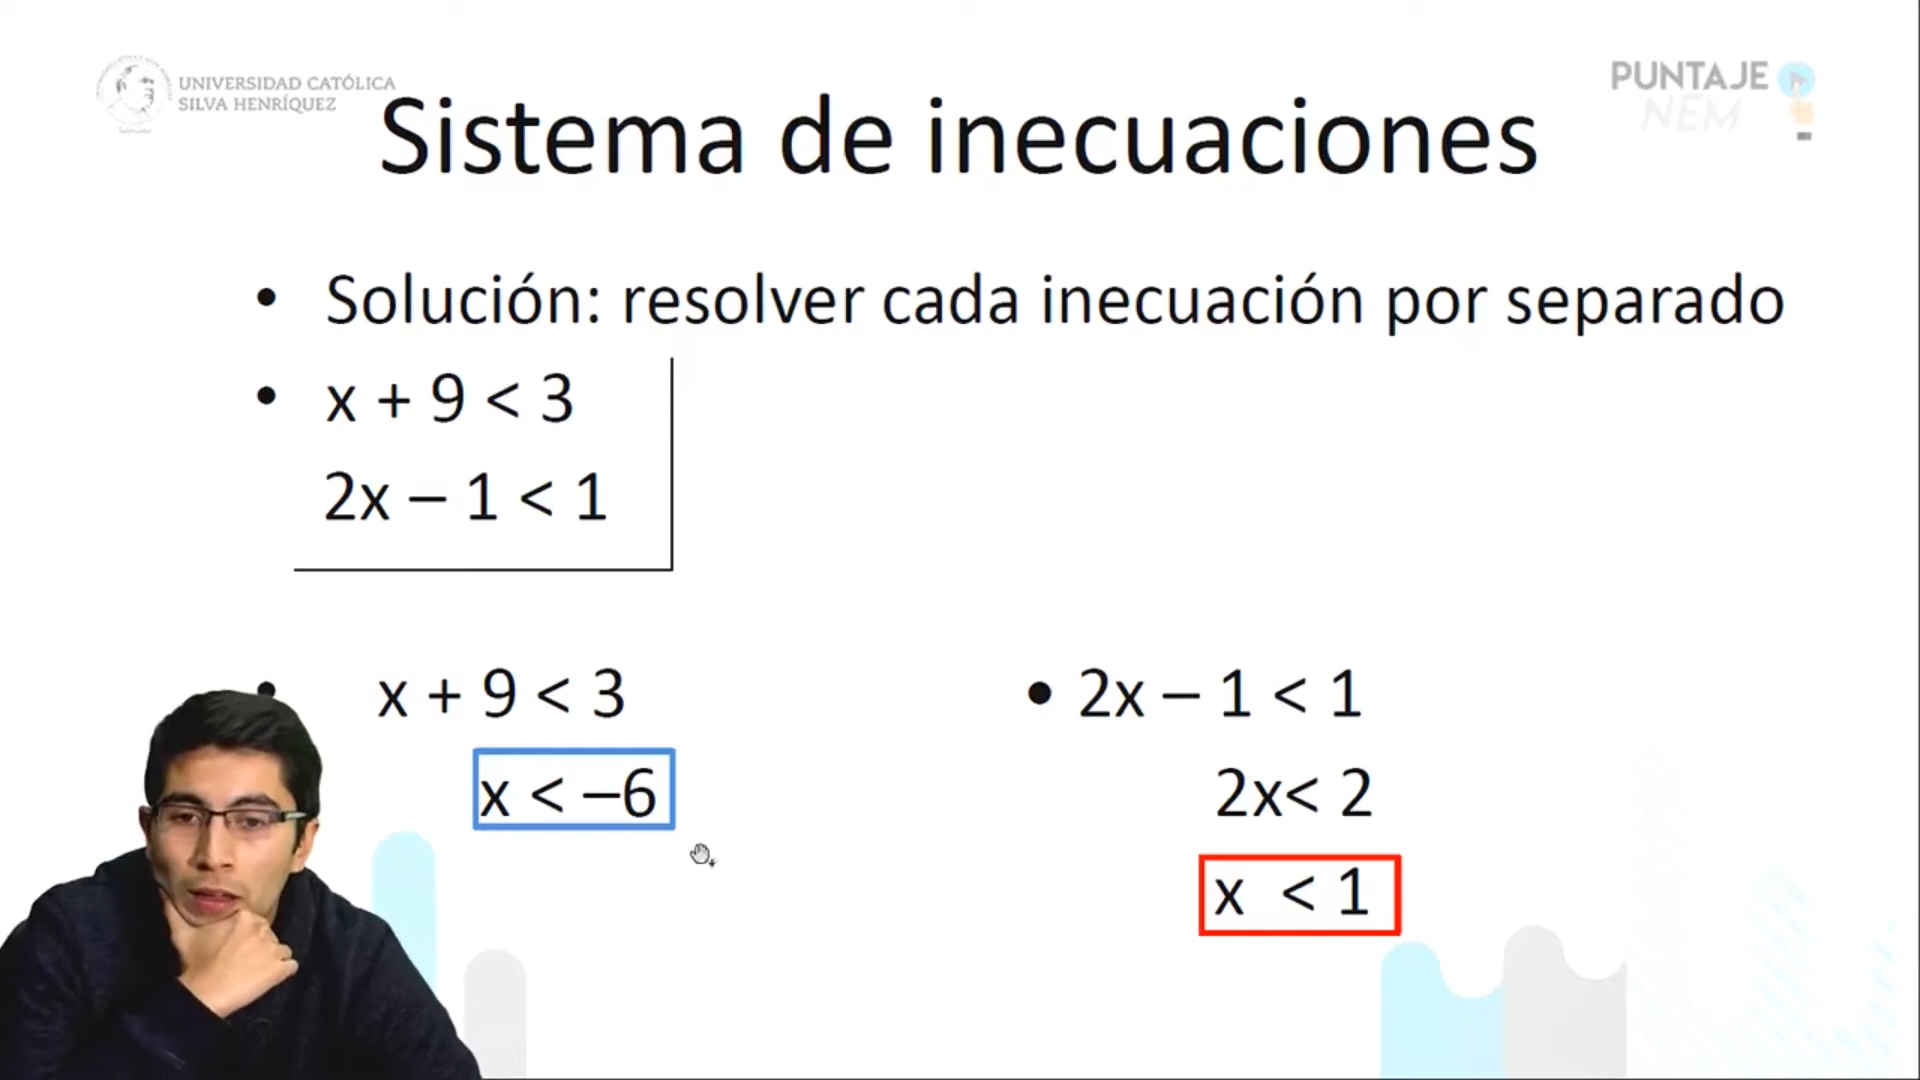 UNIVERSIDAD CATÓLICA
SILVA HENRÍQUEZ
PUNTAJE
NEM
Sistema de inecuaciones
• Solución: resolver cada inecuación por separado
• x + 9 < 3
2x – 1 < 1
• x + 9 < 3
x < –6
• 2x – 1 < 1
2x< 2
x < 1